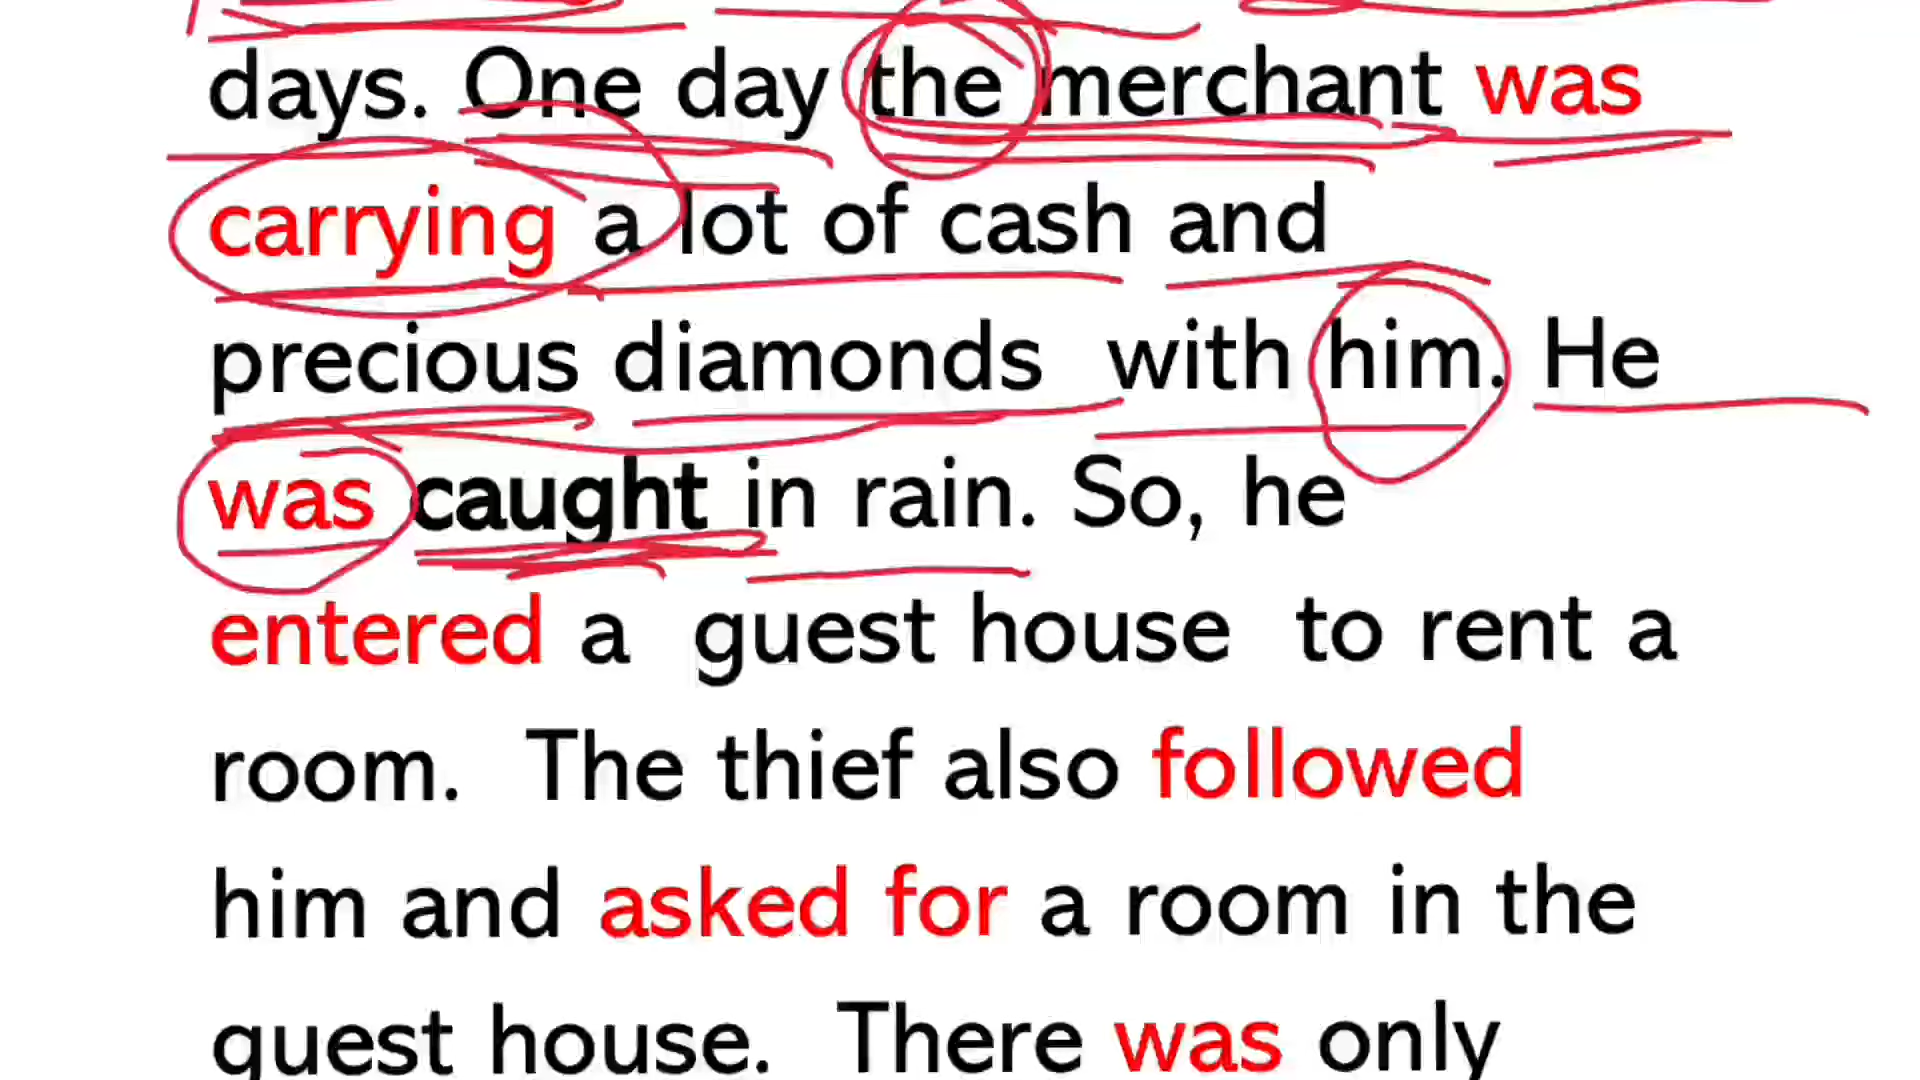 days. One day the merchant was
carrying a lot of cash and
precious diamonds with him. He
was caught in rain. So, he
entered a guest house to rent a
room. The thief also followed
him and asked for a room in the
guest house. There was only